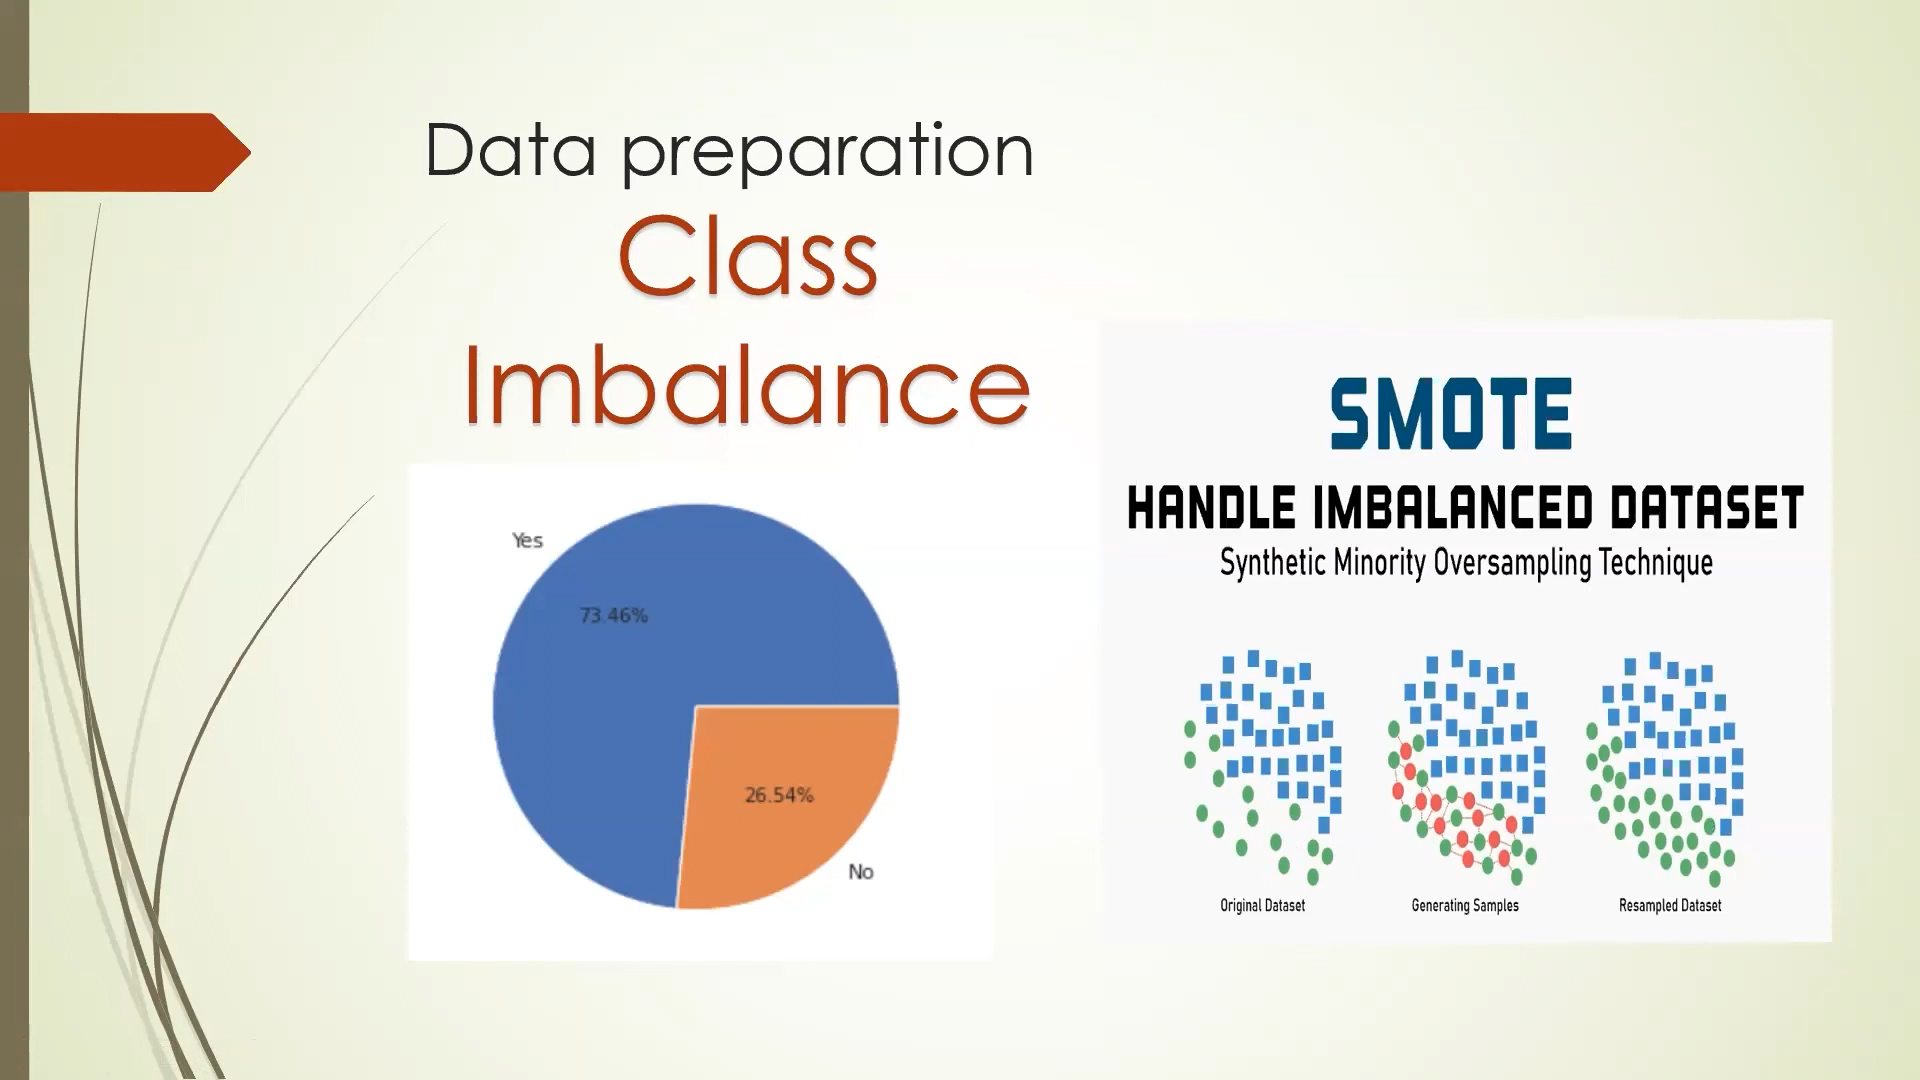 Data preparation
Class
Imbalance
Yes
73.46%
26.54%
No
SMOTE
HANDLE IMBALANCED DATASET
Synthetic Minority Oversampling Technique
Original Dataset
Generating Samples
Resampled Dataset